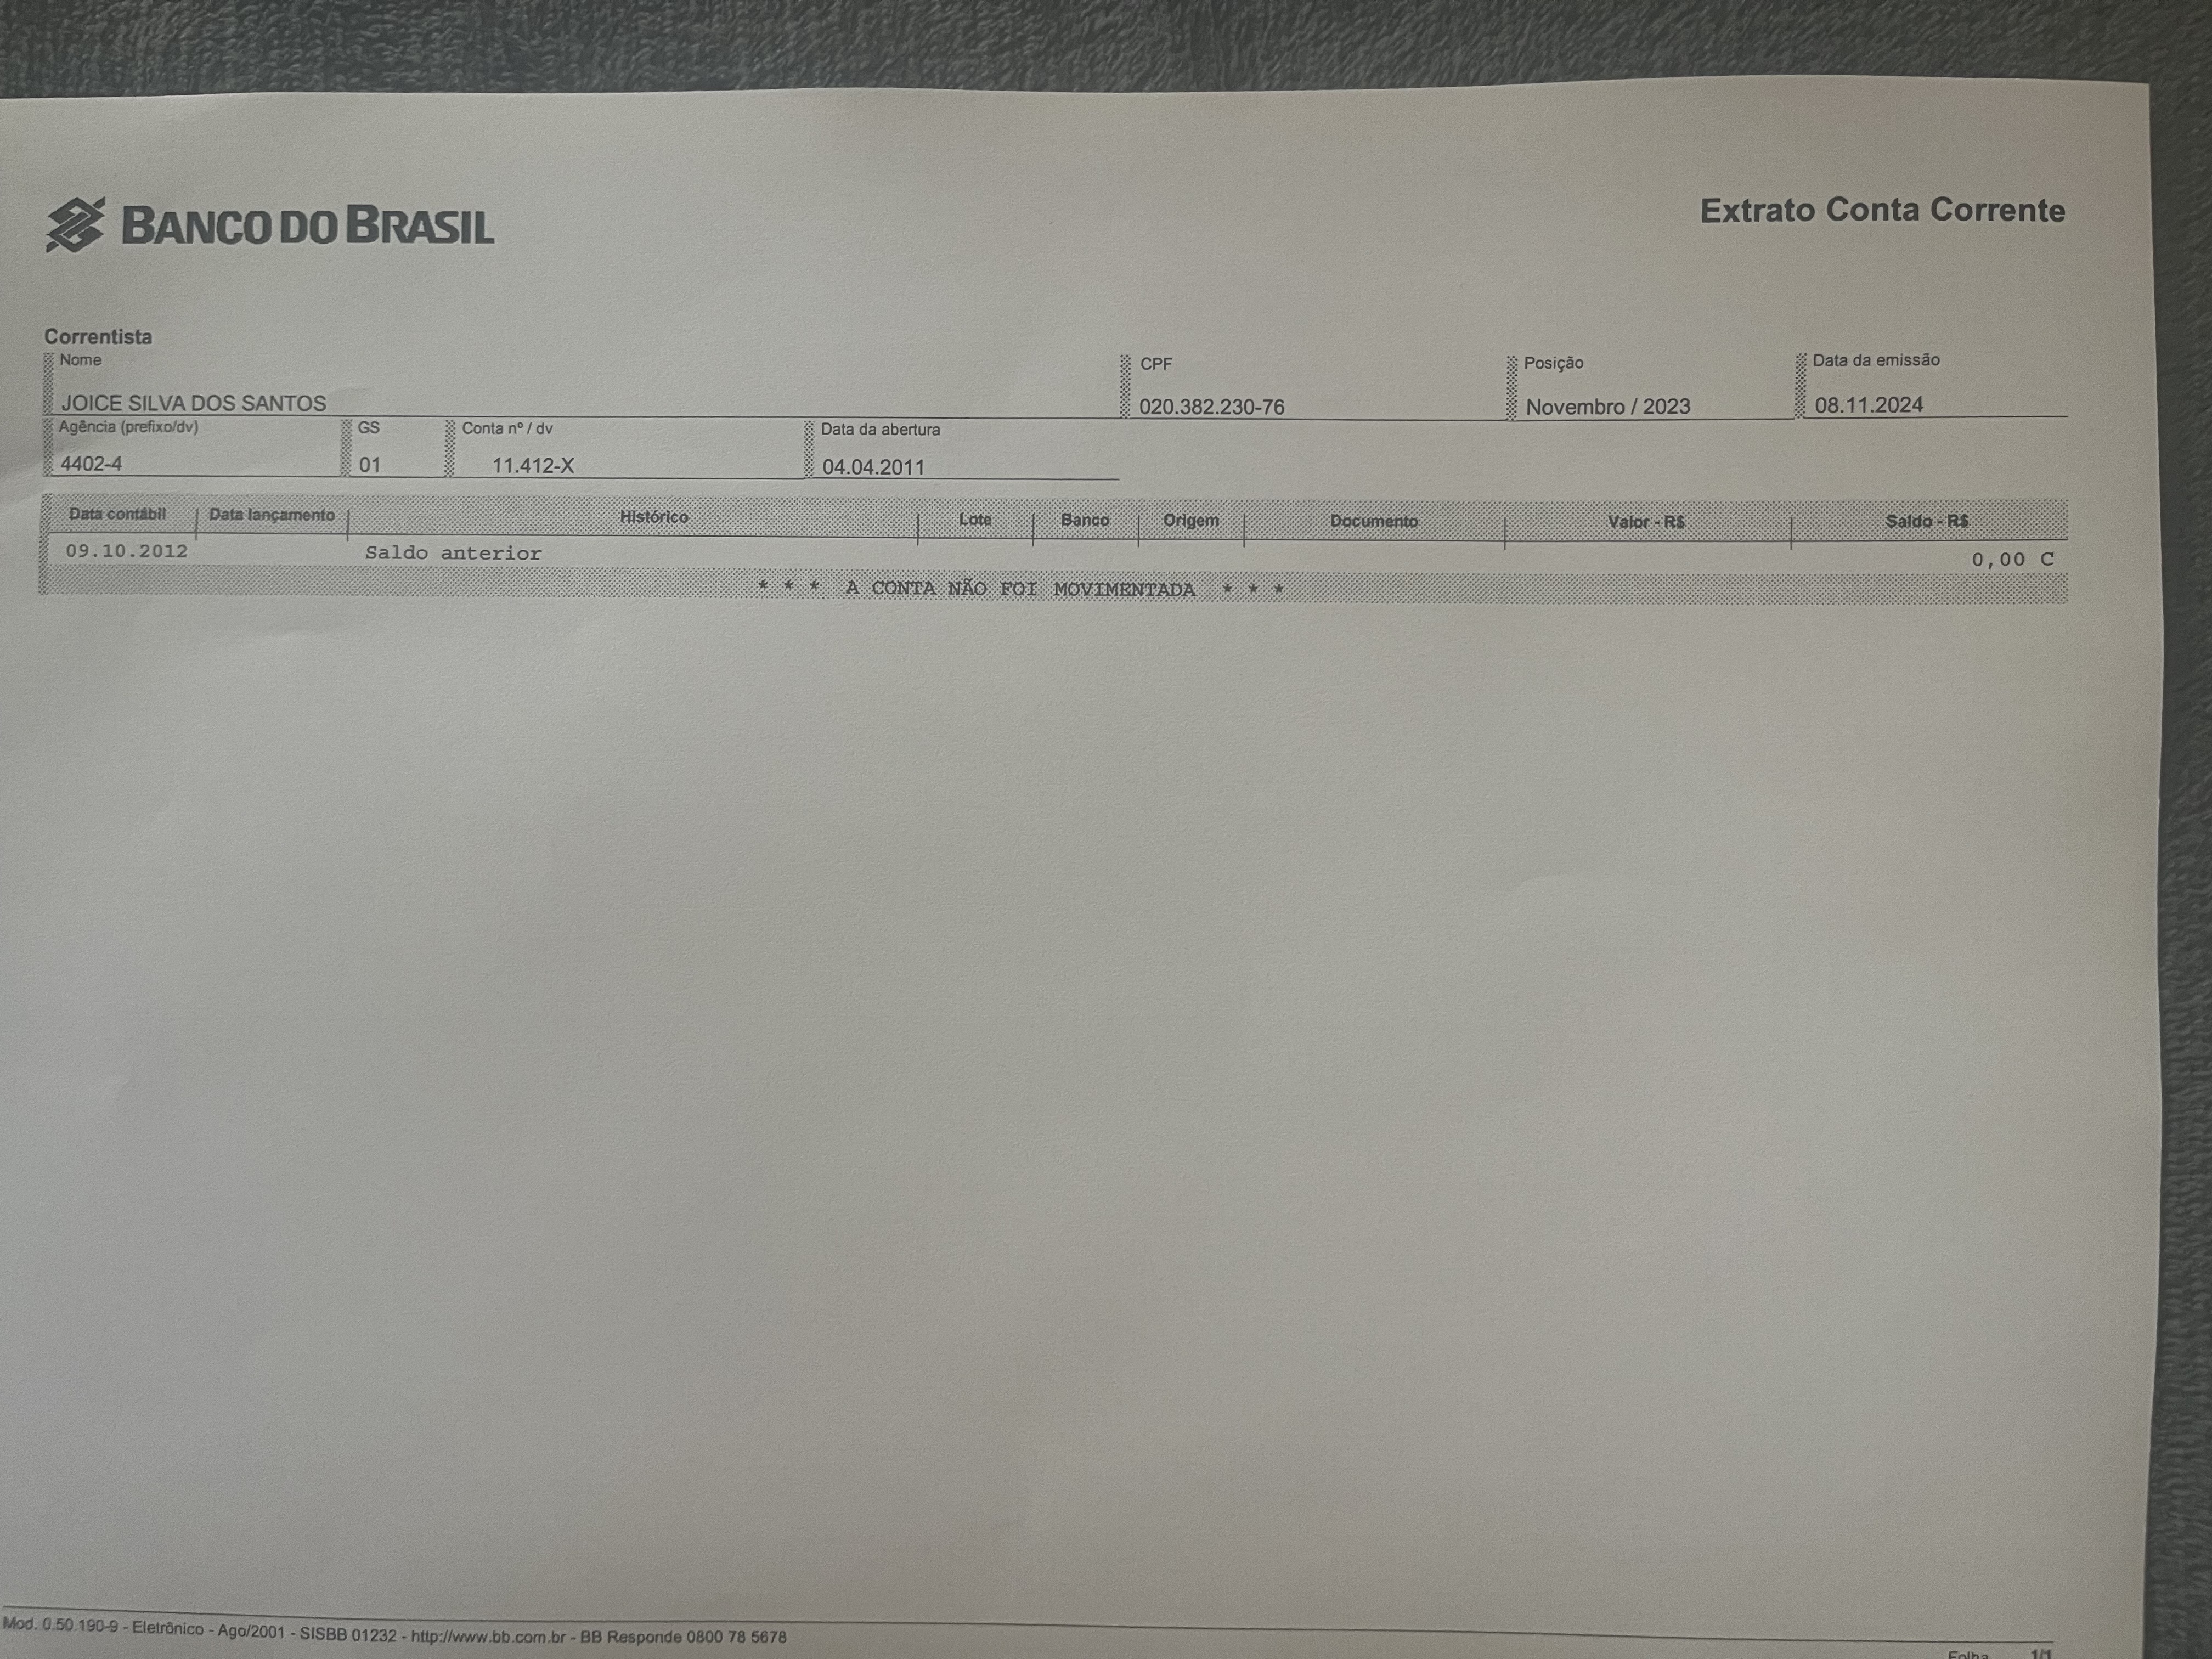 BANCO DO BRASIL
Extrato Conta Corrente
Correntista
Nome CPF Posição Data da emissão
JOICE SILVA DOS SANTOS 020.382.230-76 Novembro / 2023 08.11.2024
Agência (prefixo/dv) GS Conta nº / dv Data da abertura
4402-4 01 11.412-X 04.04.2011
Data contábil Data lançamento Histórico Lote Banco Origem Documento Valor - R$ Saldo - R$
09.10.2012 Saldo anterior 0,00 C
* * * A CONTA NÃO FOI MOVIMENTADA * * *
Mod. 0.50.190-9 - Eletrônico - Ago/2001 - SISBB 01232 - http://www.bb.com.br - BB Responde 0800 78 5678
Folha 1/1